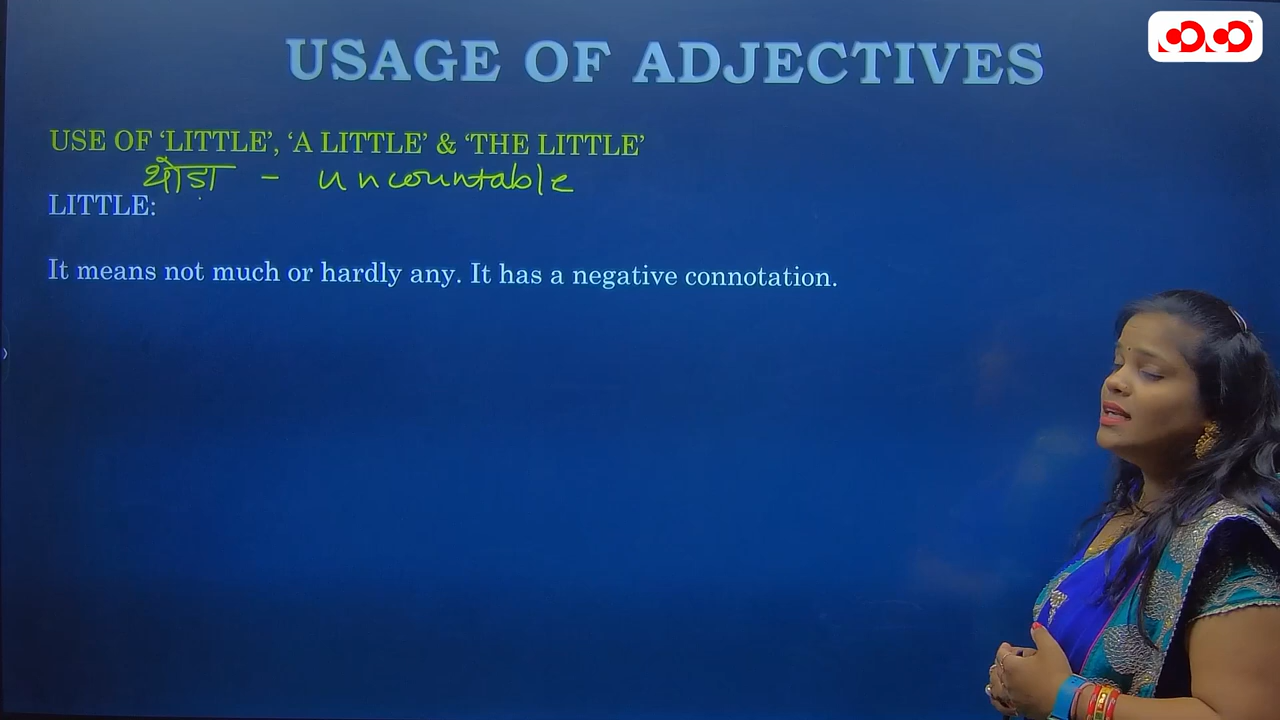 USAGE OF ADJECTIVES
USE OF ‘LITTLE’, ‘A LITTLE’ & ‘THE LITTLE’
थोडा - uncountable
LITTLE:
It means not much or hardly any. It has a negative connotation.